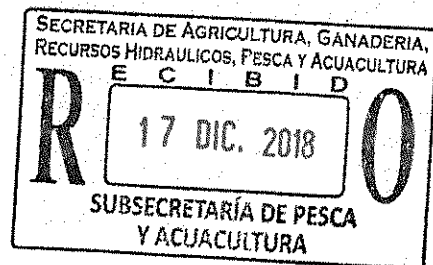 SECRETARIA DE AGRICULTURA, GANADERIA,
RECURSOS HIDRAULICOS, PESCA Y ACUACULTURA
R E C I B I D O
17 DIC. 2018
SUBSECRETARÍA DE PESCA
Y ACUACULTURA